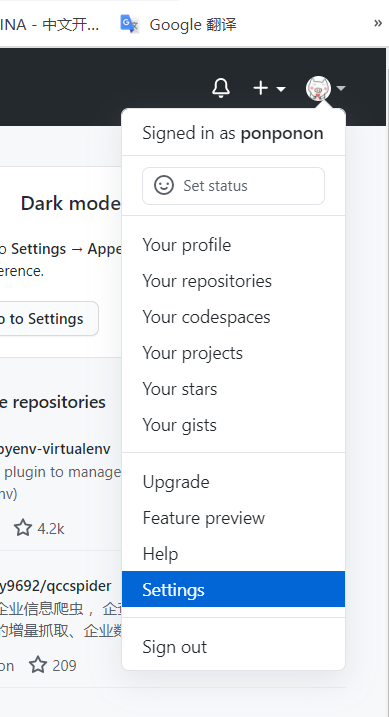 INA - 中文开...
Google 翻译
»
Signed in as ponponon
Set status
Dark mode
o Settings → Appe
erence.
o to Settings
Your profile
Your repositories
Your codespaces
Your projects
Your stars
Your gists
e repositories
pyenv-virtualenv
plugin to manage
nv)
4.2k
Upgrade
Feature preview
Help
Settings
y9692/qccspider
企业信息爬虫，企查
的增量抓取、企业数
on
209
Sign out